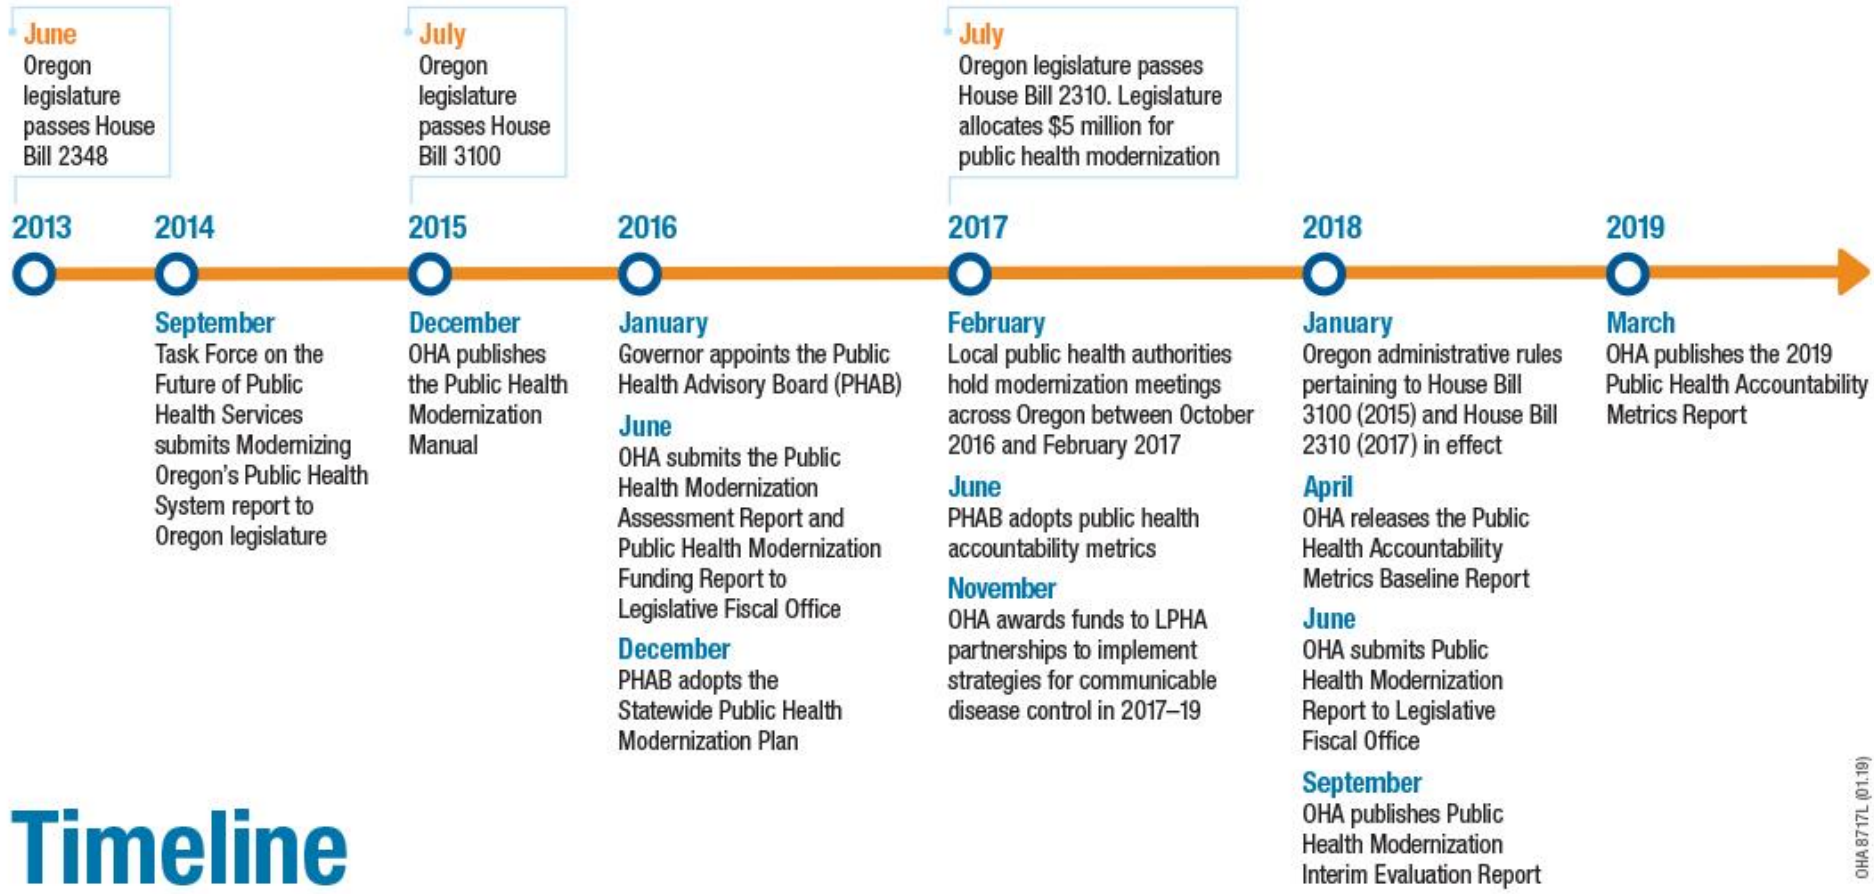 June
Oregon
legislature
passes House
Bill 2348
July
Oregon
legislature
passes House
Bill 3100
July
Oregon legislature passes
House Bill 2310. Legislature
allocates $5 million for
public health modernization
2013
2014
2015
2016
2017
2018
2019
September
Task Force on the
Future of Public
Health Services
submits Modernizing
Oregon’s Public Health
System report to
Oregon legislature
December
OHA publishes
the Public Health
Modernization
Manual
January
Governor appoints the Public
Health Advisory Board (PHAB)
June
OHA submits the Public
Health Modernization
Assessment Report and
Public Health Modernization
Funding Report to
Legislative Fiscal Office
December
PHAB adopts the
Statewide Public Health
Modernization Plan
February
Local public health authorities
hold modernization meetings
across Oregon between October
2016 and February 2017
June
PHAB adopts public health
accountability metrics
November
OHA awards funds to LPHA
partnerships to implement
strategies for communicable
disease control in 2017–19
January
Oregon administrative rules
pertaining to House Bill
3100 (2015) and House Bill
2310 (2017) in effect
April
OHA releases the Public
Health Accountability
Metrics Baseline Report
June
OHA submits Public
Health Modernization
Report to Legislative
Fiscal Office
September
OHA publishes Public
Health Modernization
Interim Evaluation Report
March
OHA publishes the 2019
Public Health Accountability
Metrics Report
Timeline
OHA 8717L (01.19)